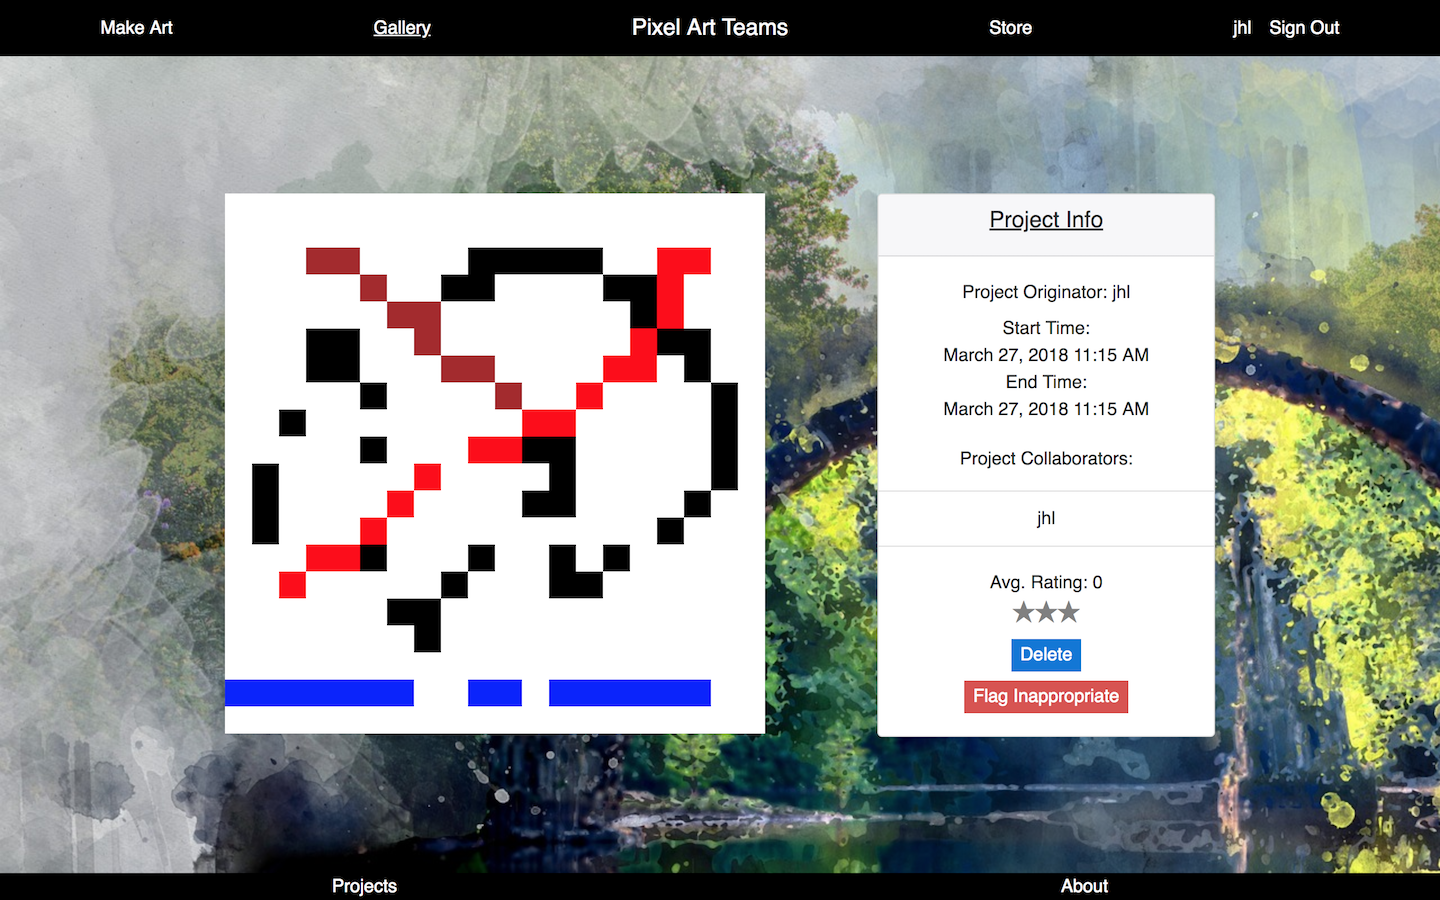 Make Art
Gallery
Pixel Art Teams
Store
jhl
Sign Out
Project Info
Project Originator: jhl
Start Time:
March 27, 2018 11:15 AM
End Time:
March 27, 2018 11:15 AM
Project Collaborators:
jhl
Avg. Rating: 0
Delete
Flag Inappropriate
Projects
About